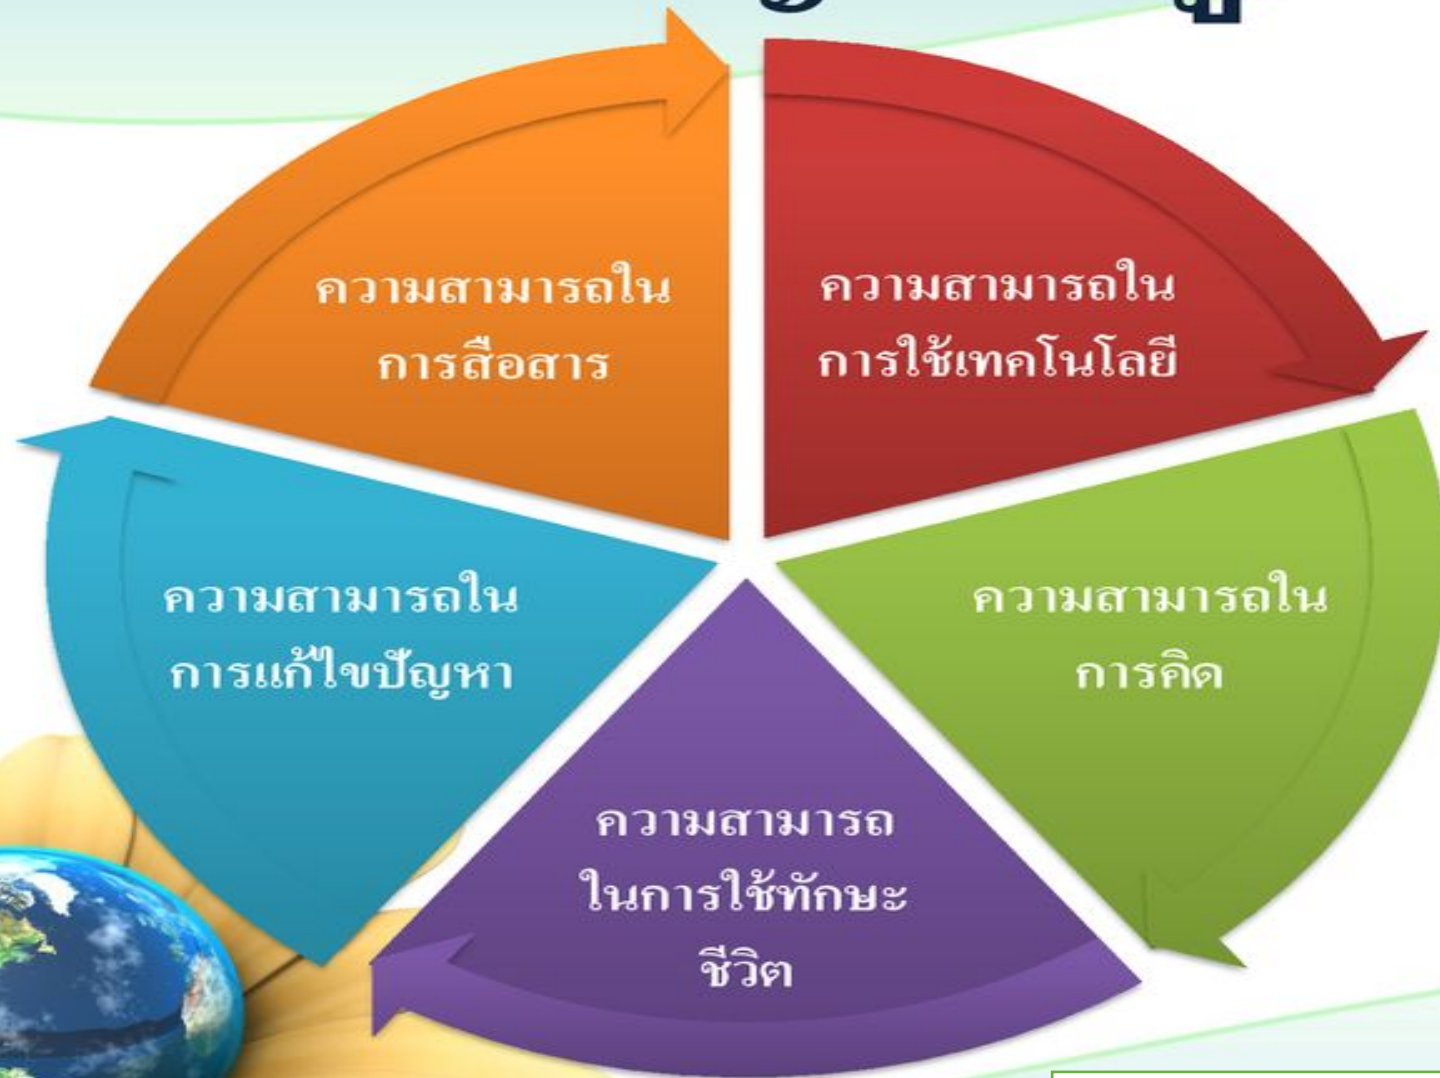 ความสามารถใน
การสื่อสาร
ความสามารถใน
การใช้เทคโนโลยี
ความสามารถใน
การแก้ไขปัญหา
ความสามารถใน
การคิด
ความสามารถ
ในการใช้ทักษะ
ชีวิต